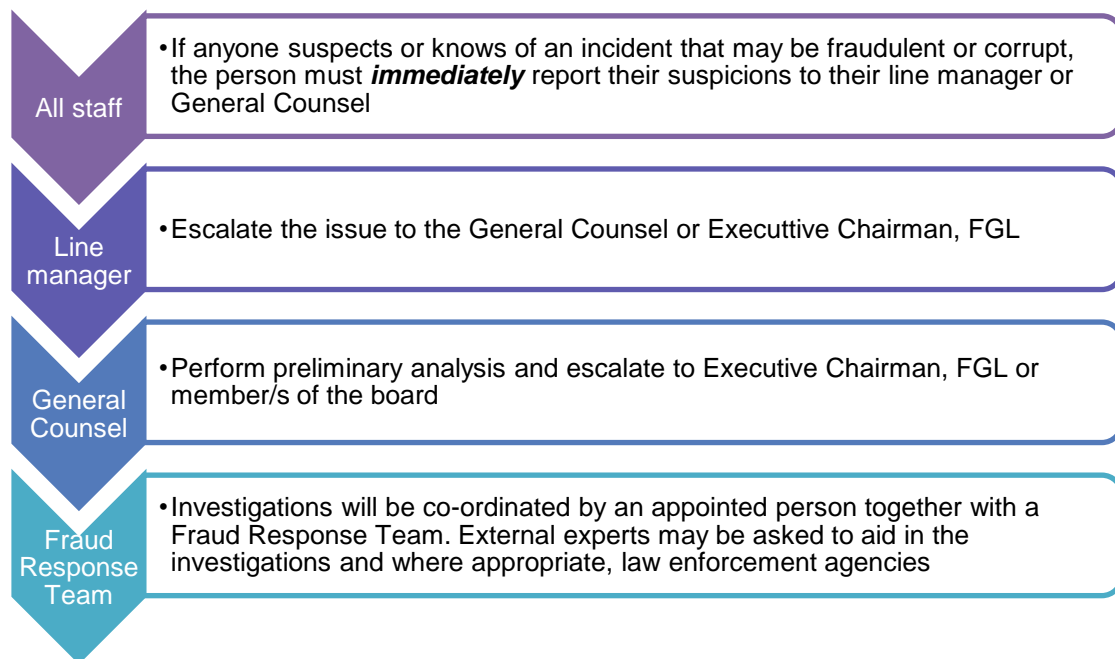 All staff
•If anyone suspects or knows of an incident that may be fraudulent or corrupt,
the person must immediately report their suspicions to their line manager or
General Counsel
Line
manager
•Escalate the issue to the General Counsel or Executtive Chairman, FGL
General
Counsel
•Perform preliminary analysis and escalate to Executive Chairman, FGL or
member/s of the board
Fraud
Response
Team
•Investigations will be co-ordinated by an appointed person together with a
Fraud Response Team. External experts may be asked to aid in the
investigations and where appropriate, law enforcement agencies